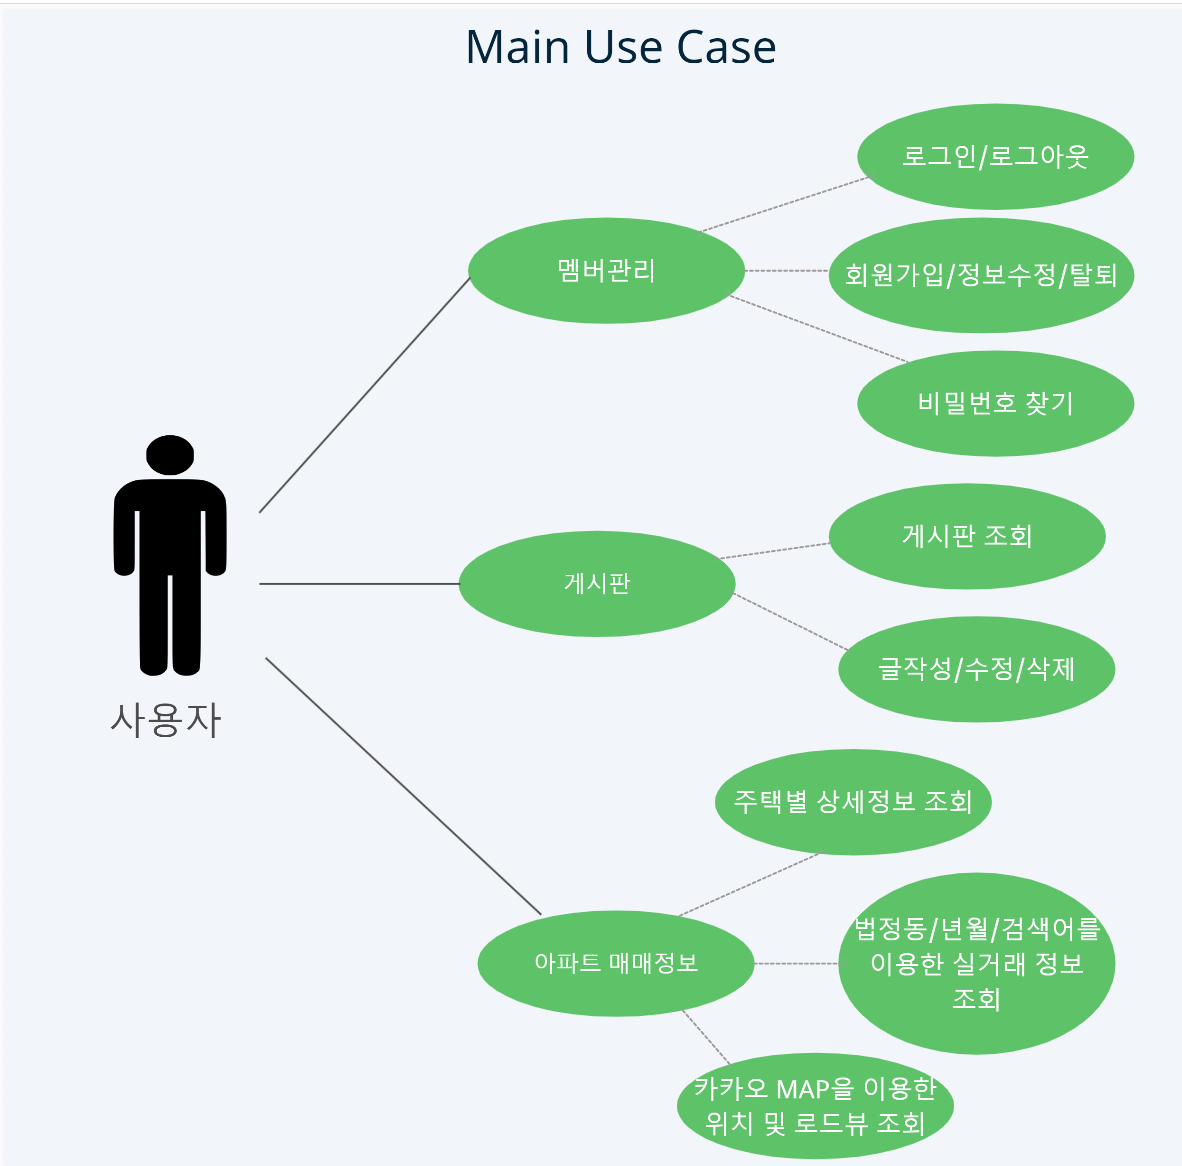 Main Use Case
로그인/로그아웃
멤버관리
회원가입/정보수정/탈퇴
비밀번호 찾기
게시판 조회
게시판
글작성/수정/삭제
사용자
주택별 상세정보 조회
법정동/년월/검색어를
이용한 실거래 정보
조회
아파트 매매정보
카카오 MAP을 이용한
위치 및 로드뷰 조회